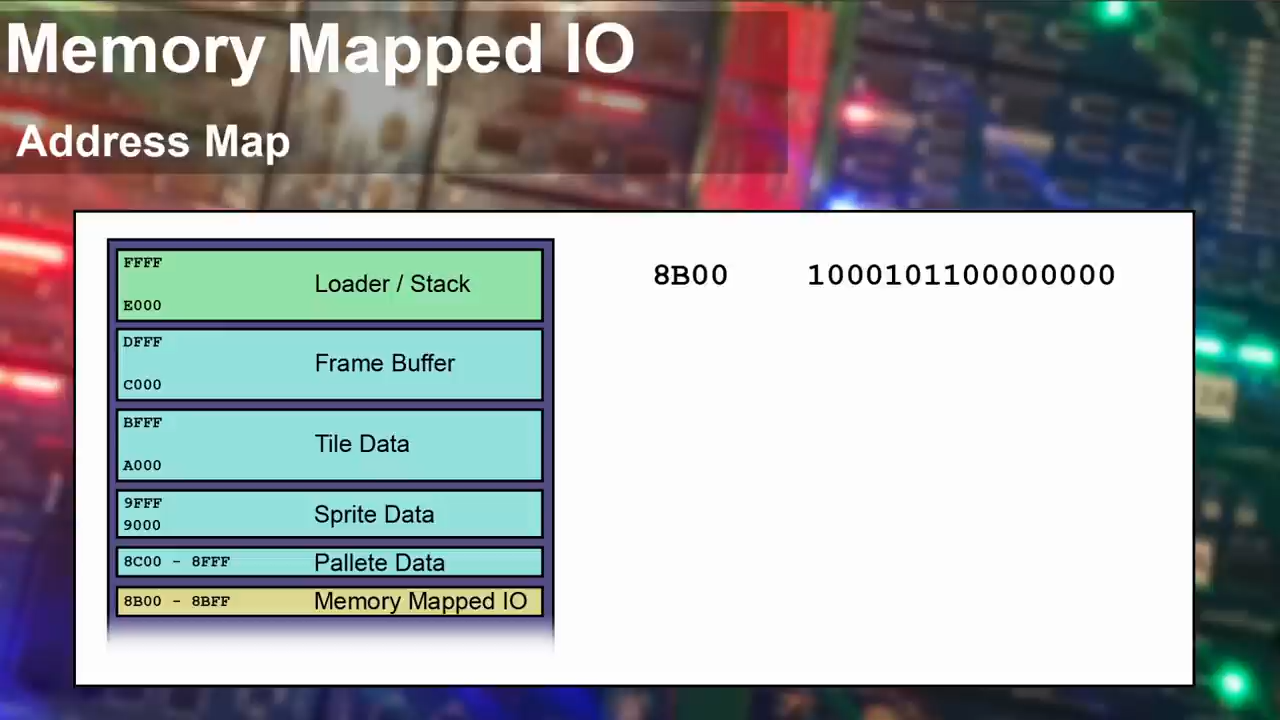 Memory Mapped IO
Address Map
FFFF
Loader / Stack
E000
DFFF
Frame Buffer
C000
BFFF
Tile Data
A000
9FFF
Sprite Data
9000
8C00 - 8FFF Pallete Data
8B00 - 8BFF Memory Mapped IO
8B00 1000101100000000